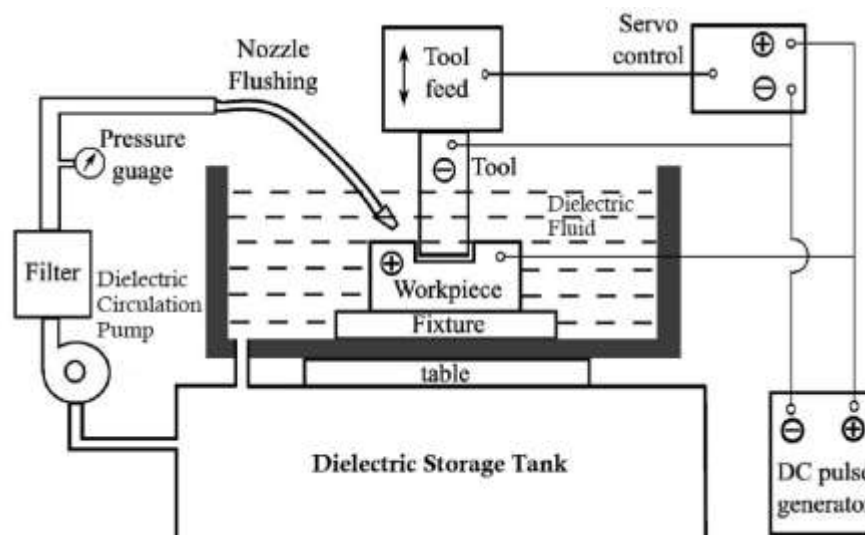 Nozzle
Flushing
Tool
feed
Servo
control
⊕
⊖
Pressure
guage
⊖
Tool
Dielectric
Fluid
Filter
Dielectric
Circulation
Pump
⊕
Workpiece
Fixture
table
Dielectric Storage Tank
⊖ ⊕
DC pulse
generator